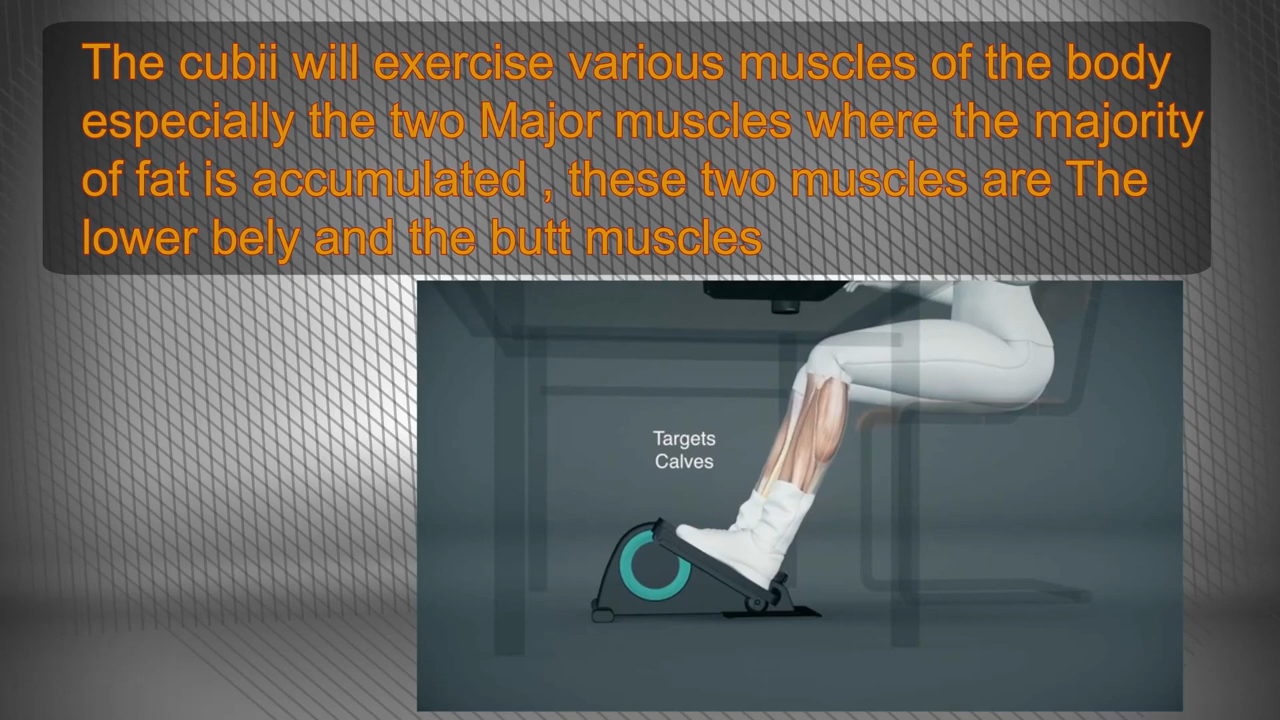 The cubii will exercise various muscles of the body
especially the two Major muscles where the majority
of fat is accumulated , these two muscles are The
lower bely and the butt muscles
Targets
Calves